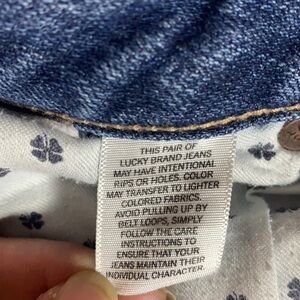 THIS PAIR OF
LUCKY BRAND JEANS
MAY HAVE INTENTIONAL
RIPS OR HOLES. COLOR
MAY TRANSFER TO LIGHTER
COLORED FABRICS.
AVOID PULLING UP BY
BELT LOOPS, SIMPLY
FOLLOW THE CARE
INSTRUCTIONS TO
ENSURE THAT YOUR
JEANS MAINTAIN THEIR
INDIVIDUAL CHARACTER.